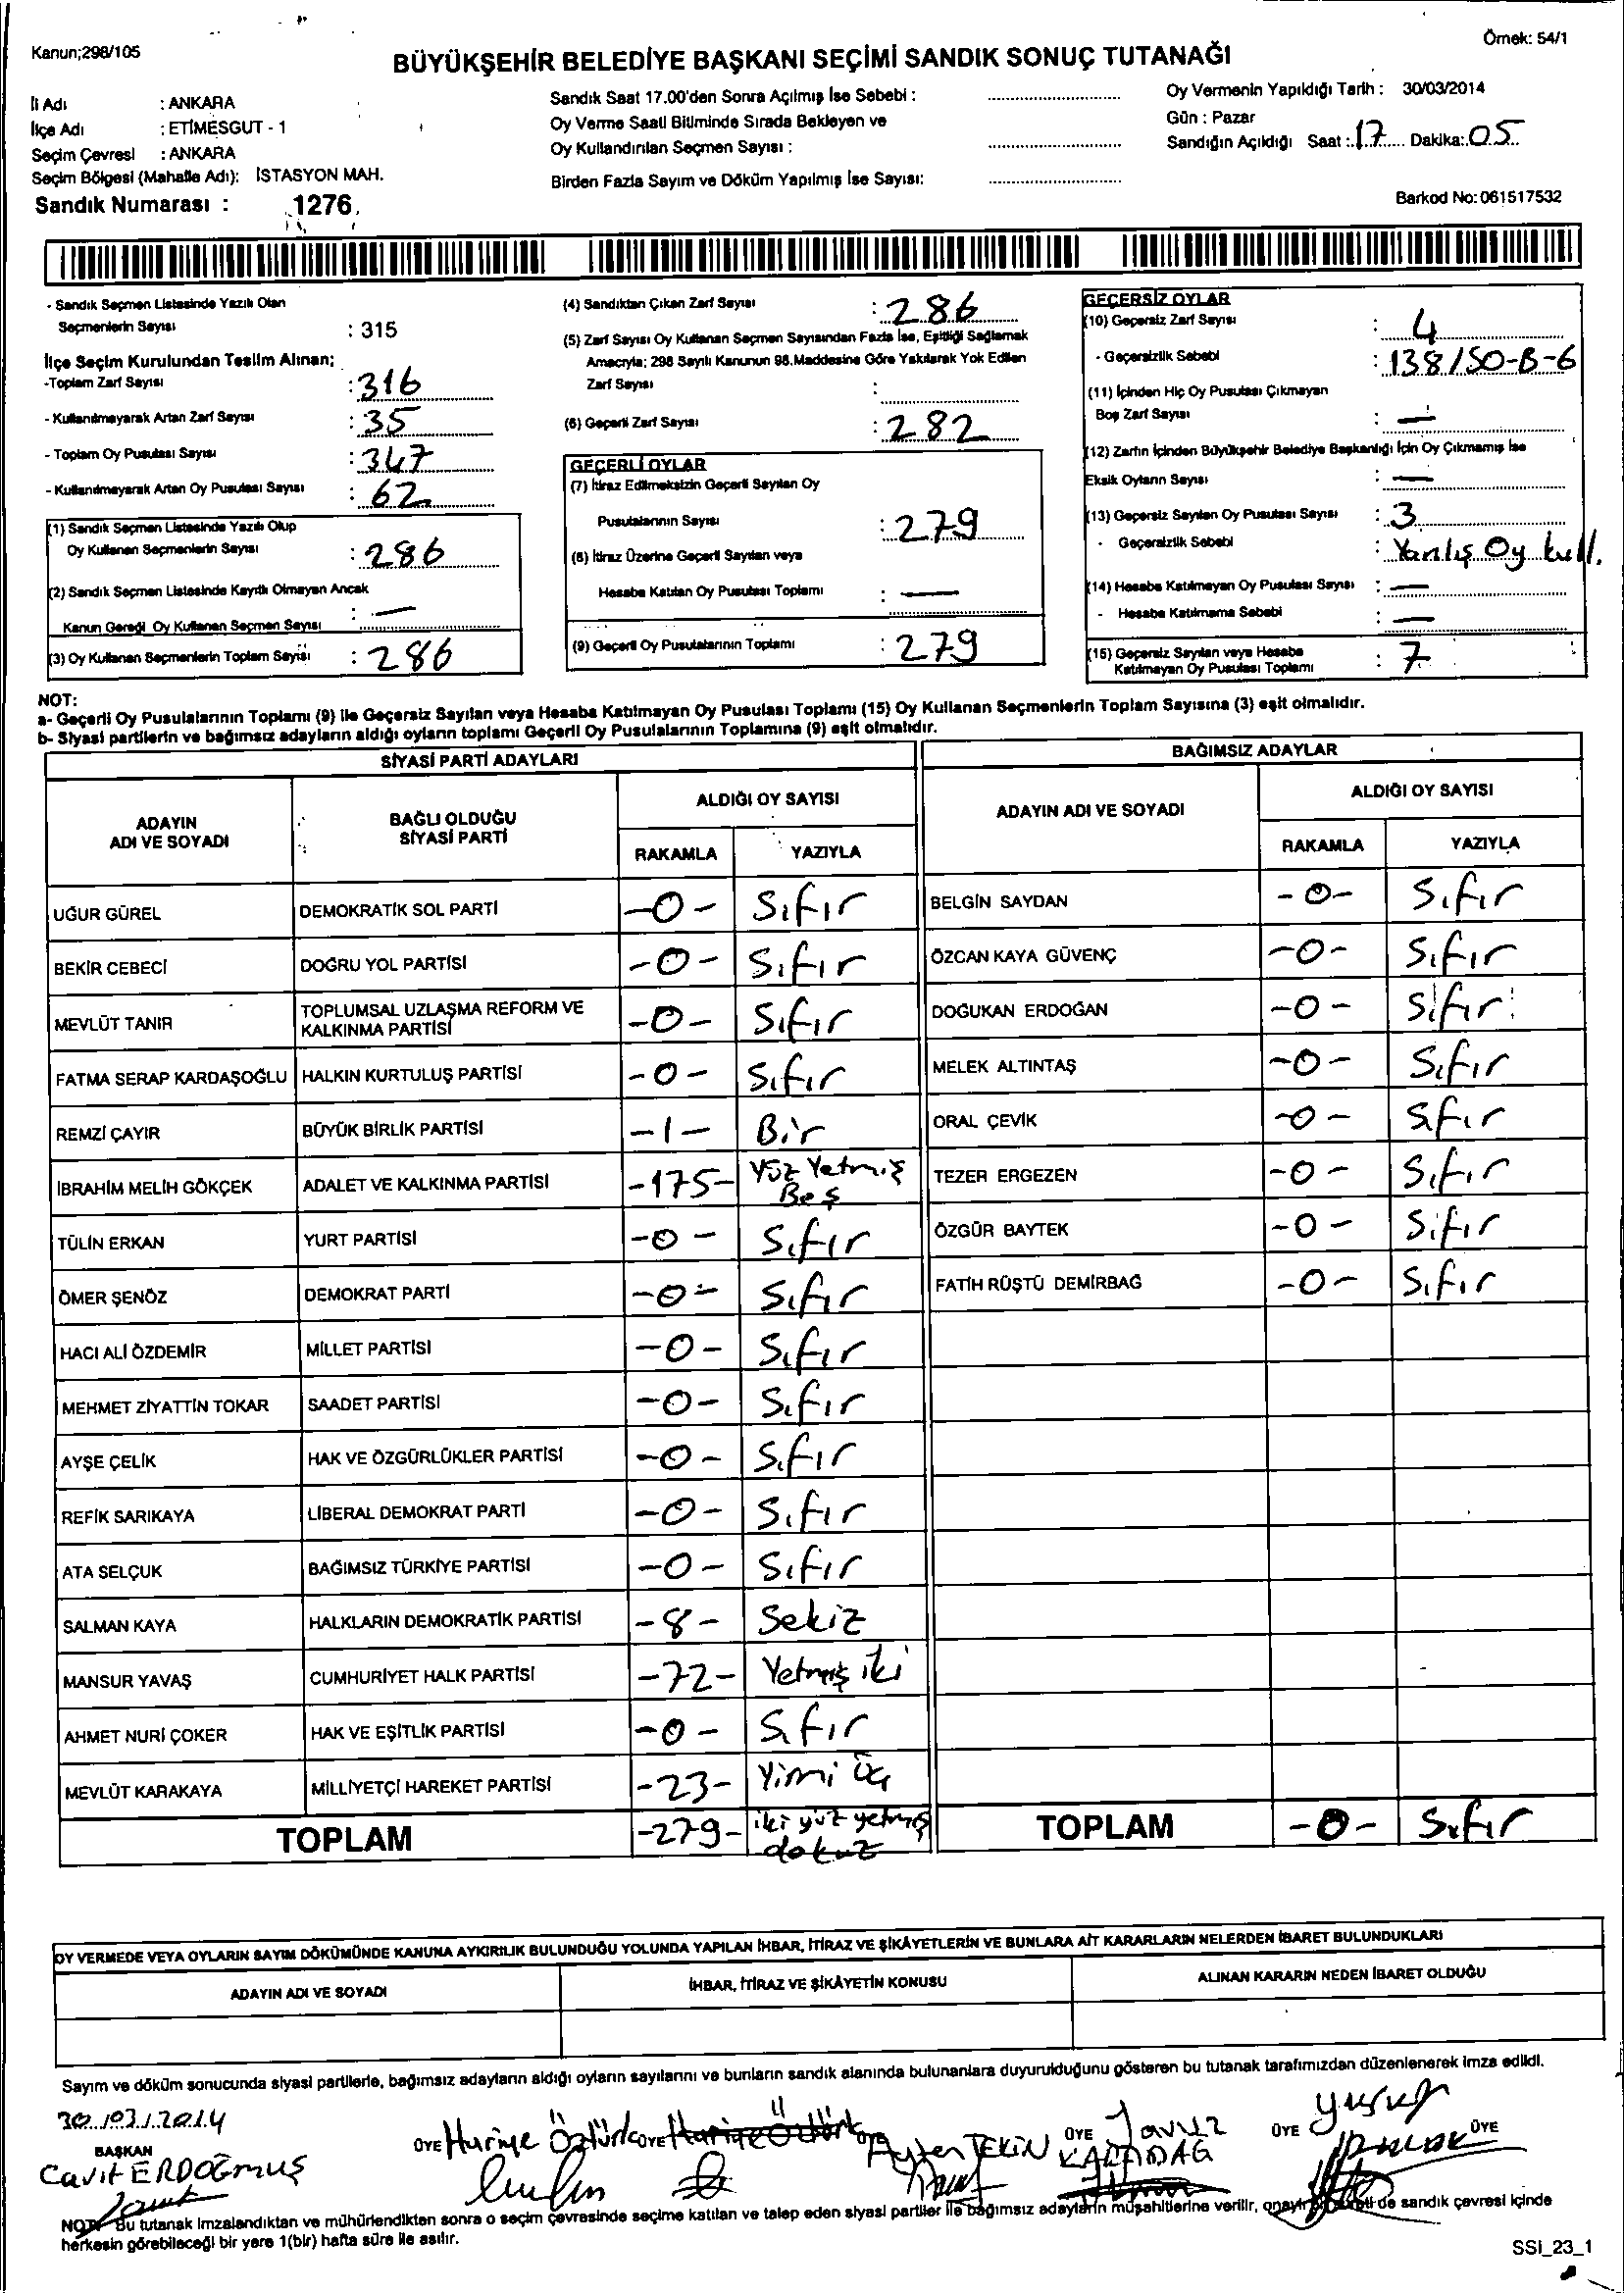 Kanun;298/105
Örnek: 54/1
BÜYÜKŞEHİR BELEDİYE BAŞKANI SEÇİMİ SANDIK SONUÇ TUTANAĞI
İl Adı : ANKARA
İlçe Adı : ETİMESGUT - 1
Seçim Çevresi : ANKARA
Seçim Bölgesi (Mahalle Adı): İSTASYON MAH.
Sandık Numarası : 1276
Sandık Saat 17.00'den Sonra Açılmış İse Sebebi :
Oy Verme Saati Bitiminde Sırada Bekleyen ve
Oy Kullandırılan Seçmen Sayısı :
Birden Fazla Sayım ve Döküm Yapılmış İse Sayısı:
Oy Vermenin Yapıldığı Tarih : 30/03/2014
Gün : Pazar
Sandığın Açıldığı Saat : 17 Dakika: 05
Barkod No: 061517532
- Sandık Seçmen Listesinde Yazılı Olan
Seçmenlerin Sayısı : 315
İlçe Seçim Kurulundan Teslim Alınan;
-Toplam Zarf Sayısı : 316
- Kullanılmayarak Artan Zarf Sayısı : 35
- Toplam Oy Pusulası Sayısı : 347
- Kullanılmayarak Artan Oy Pusulası Sayısı : 62
(1) Sandık Seçmen Listesinde Yazılı Olup
Oy Kullanan Seçmenlerin Sayısı : 286
(2) Sandık Seçmen Listesinde Kayıtlı Olmayan Ancak
Kanun Gereği Oy Kullanan Seçmen Sayısı : —
(3) Oy Kullanan Seçmenlerin Toplam Sayısı : 286
(4) Sandıktan Çıkan Zarf Sayısı : 286
(5) Zarf Sayısı Oy Kullanan Seçmen Sayısından Fazla İse, Eşitliği Sağlamak
Amacıyla; 298 Sayılı Kanunun 98.Maddesine Göre Yakılarak Yok Edilen
Zarf Sayısı :
(6) Geçerli Zarf Sayısı : 282
GEÇERLİ OYLAR
(7) İtiraz Edilmeksizin Geçerli Sayılan Oy
Pusulalarının Sayısı : 279
(8) İtiraz Üzerine Geçerli Sayılan veya
Hesaba Katılan Oy Pusulası Toplamı : —
(9) Geçerli Oy Pusulalarının Toplamı : 279
GEÇERSİZ OYLAR
(10) Geçersiz Zarf Sayısı : 4
- Geçersizlik Sebebi : 138/50-B-6
(11) İçinden Hiç Oy Pusulası Çıkmayan
Boş Zarf Sayısı : —
(12) Zarfın İçinden Büyükşehir Belediye Başkanlığı İçin Oy Çıkmamış İse
Eksik Oyların Sayısı : —
(13) Geçersiz Sayılan Oy Pusulası Sayısı : 3
- Geçersizlik Sebebi : Yanlış Oy kull.
(14) Hesaba Katılmayan Oy Pusulası Sayısı : —
- Hesaba Katılmama Sebebi : —
(15) Geçersiz Sayılan veya Hesaba
Katılmayan Oy Pusulası Toplamı : 7
NOT:
a- Geçerli Oy Pusulalarının Toplamı (9) ile Geçersiz Sayılan veya Hesaba Katılmayan Oy Pusulası Toplamı (15) Oy Kullanan Seçmenlerin Toplam Sayısına (3) eşit olmalıdır.
b- Siyasi partilerin ve bağımsız adayların aldığı oyların toplamı Geçerli Oy Pusulalarının Toplamına (9) eşit olmalıdır.
SİYASİ PARTİ ADAYLARI
ADAYIN ADI VE SOYADI BAĞLI OLDUĞU SİYASİ PARTİ ALDIĞI OY SAYISI
RAKAMLA YAZIYLA
UĞUR GÜREL DEMOKRATİK SOL PARTİ -0- Sıfır
BEKİR CEBECİ DOĞRU YOL PARTİSİ -0- Sıfır
MEVLÜT TANIR TOPLUMSAL UZLAŞMA REFORM VE KALKINMA PARTİSİ -0- Sıfır
FATMA SERAP KARDAŞOĞLU HALKIN KURTULUŞ PARTİSİ -0- Sıfır
REMZİ ÇAYIR BÜYÜK BİRLİK PARTİSİ -1- Bir
İBRAHİM MELİH GÖKÇEK ADALET VE KALKINMA PARTİSİ -175- Yüz Yetmiş Beş
TÜLİN ERKAN YURT PARTİSİ -0- Sıfır
ÖMER ŞENÖZ DEMOKRAT PARTİ -0- Sıfır
HACI ALİ ÖZDEMİR MİLLET PARTİSİ -0- Sıfır
MEHMET ZİYATTİN TOKAR SAADET PARTİSİ -0- Sıfır
AYŞE ÇELİK HAK VE ÖZGÜRLÜKLER PARTİSİ -0- Sıfır
REFİK SARIKAYA LİBERAL DEMOKRAT PARTİ -0- Sıfır
ATA SELÇUK BAĞIMSIZ TÜRKİYE PARTİSİ -0- Sıfır
SALMAN KAYA HALKLARIN DEMOKRATİK PARTİSİ -8- Sekiz
MANSUR YAVAŞ CUMHURİYET HALK PARTİSİ -72- Yetmiş iki
AHMET NURİ ÇOKER HAK VE EŞİTLİK PARTİSİ -0- Sıfır
MEVLÜT KARAKAYA MİLLİYETÇİ HAREKET PARTİSİ -23- Yirmi üç
TOPLAM -279- iki yüz yetmiş dokuz
BAĞIMSIZ ADAYLAR
ADAYIN ADI VE SOYADI ALDIĞI OY SAYISI
RAKAMLA YAZIYLA
BELGİN SAYDAN -0- Sıfır
ÖZCAN KAYA GÜVENÇ -0- Sıfır
DOĞUKAN ERDOĞAN -0- Sıfır
MELEK ALTINTAŞ -0- Sıfır
ORAL ÇEVİK -0- Sıfır
TEZER ERGEZEN -0- Sıfır
ÖZGÜR BAYTEK -0- Sıfır
FATİH RÜŞTÜ DEMİRBAĞ -0- Sıfır
TOPLAM -0- Sıfır
OY VERMEDE VEYA OYLARIN SAYIM DÖKÜMÜNDE KANUNA AYKIRILIK BULUNDUĞU YOLUNDA YAPILAN İHBAR, İTİRAZ VE ŞİKÂYETLERİN VE BUNLARA AİT KARARLARIN NELERDEN İBARET BULUNDUKLARI
ADAYIN ADI VE SOYADI İHBAR, İTİRAZ VE ŞİKÂYETİN KONUSU ALINAN KARARIN NEDEN İBARET OLDUĞU
Sayım ve döküm sonucunda siyasi partilerle, bağımsız adayların aldığı oyların sayılarını ve bunların sandık alanında bulunanlara duyurulduğunu gösteren bu tutanak tarafımızdan düzenlenerek imza edildi.
30/03/2014
BAŞKAN ÜYE ÜYE ÜYE ÜYE ÜYE ÜYE
Cavit ERDOĞMUŞ Huriye Öztürk Huriye Öztürk Ayten TEKİN Yavuz KARADAĞ Yusuf
NOT: Bu tutanak imzalandıktan ve mühürlendikten sonra o seçim çevresinde seçime katılan ve talep eden siyasi partiler ile bağımsız adayların müşahitlerine verilir, de sandık çevresi içinde
herkesin görebileceği bir yere 1(bir) hafta süre ile asılır.
SSİ_23_1